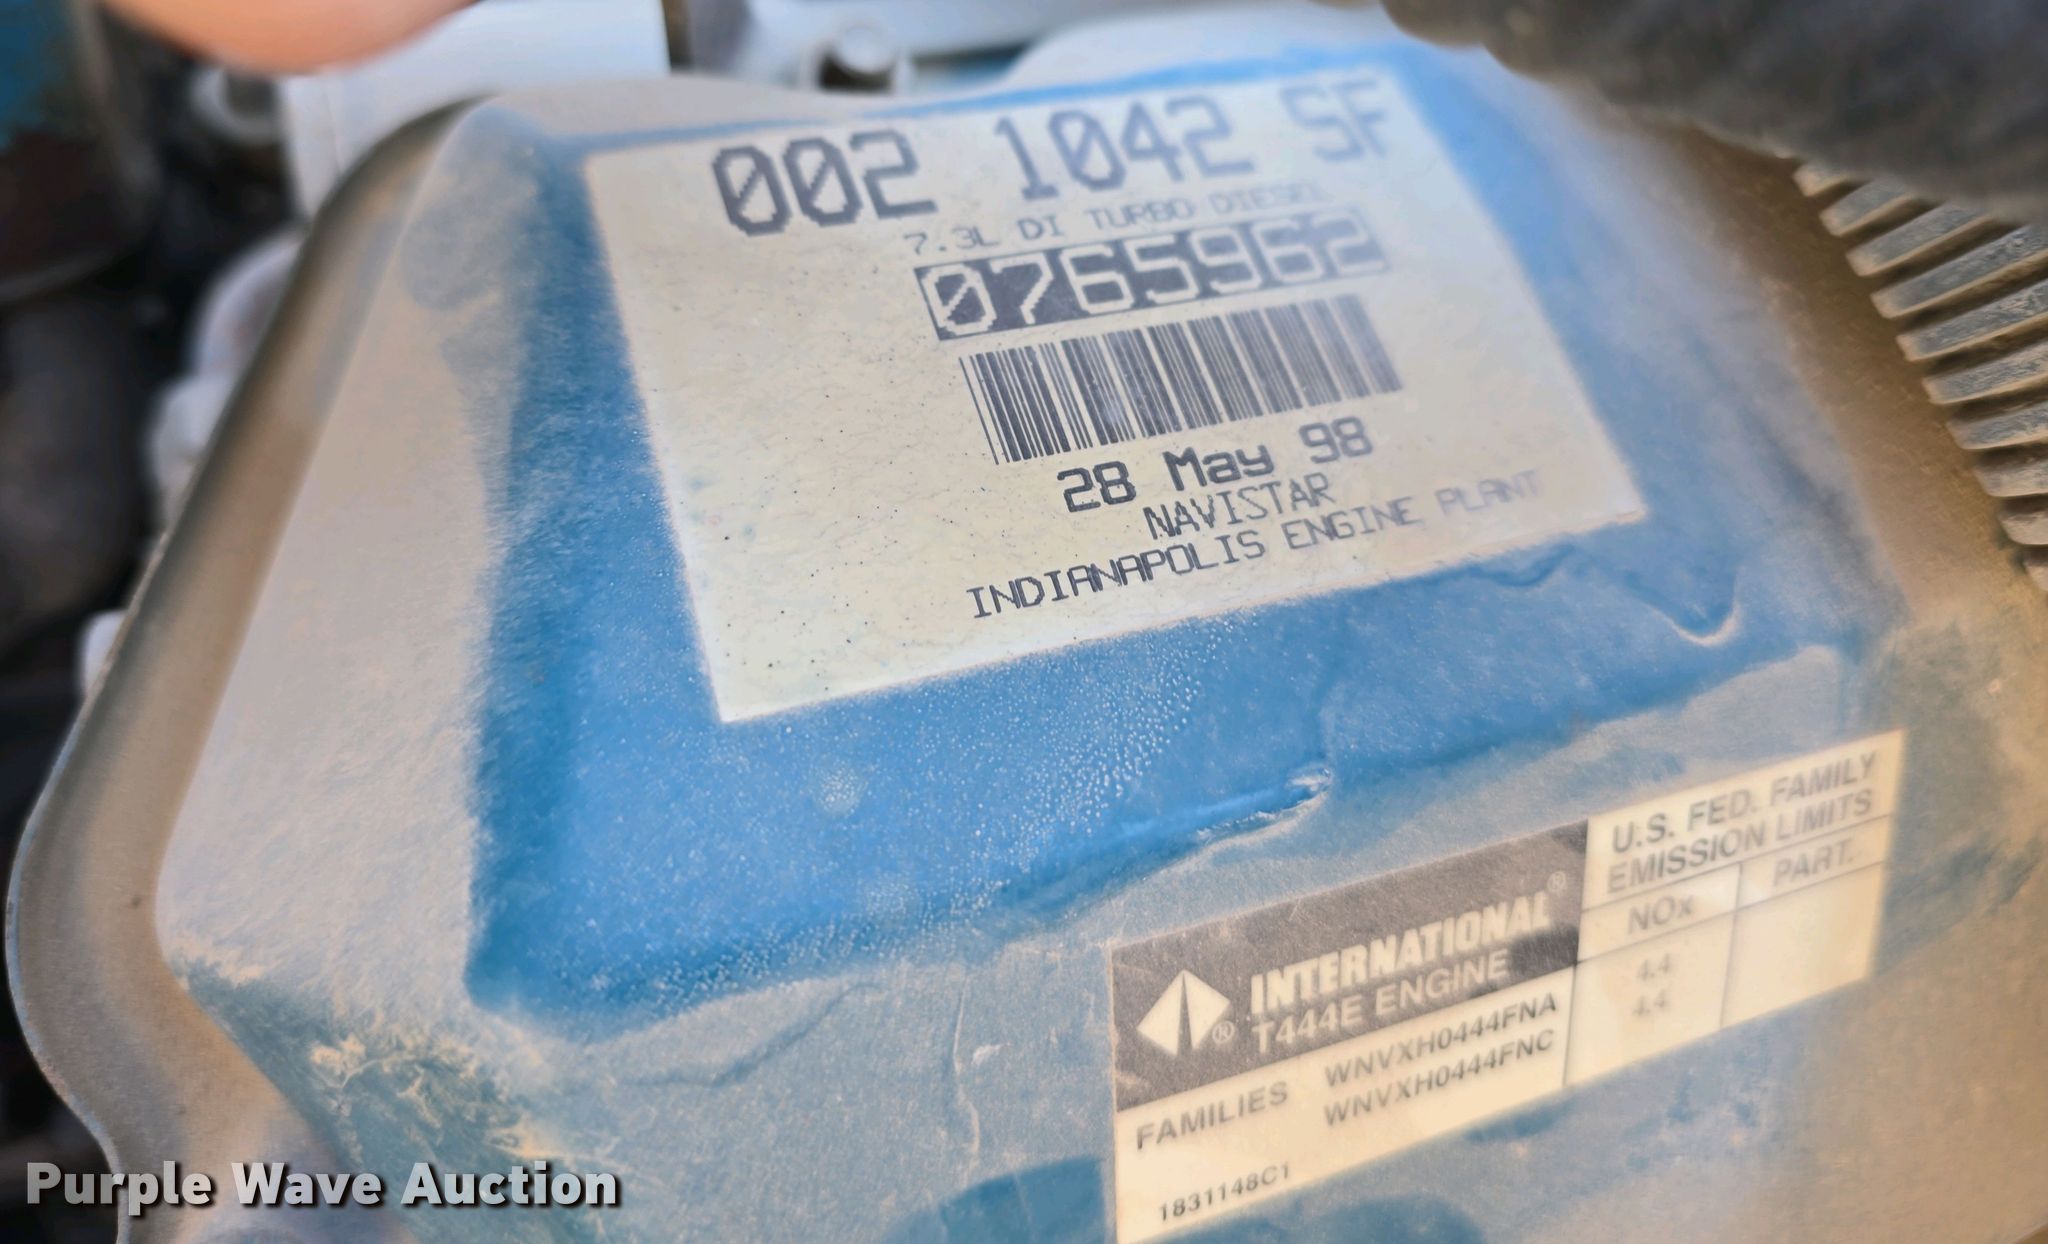 002 1042 SF
7.3L DI TURBO DIESEL
0765962
28 May 98
NAVISTAR
INDIANAPOLIS ENGINE PLANT
U.S. FED. FAMILY
EMISSION LIMITS
NOx PART.
4.4
4.4
INTERNATIONAL®
® T444E ENGINE
FAMILIES WNVXH0444FNA
WNVXH0444FNC
1831148C1
Purple Wave Auction